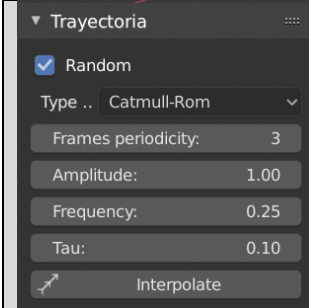 Trayectoria
Random
Type .. Catmull-Rom
Frames periodicity: 3
Amplitude: 1.00
Frequency: 0.25
Tau: 0.10
Interpolate